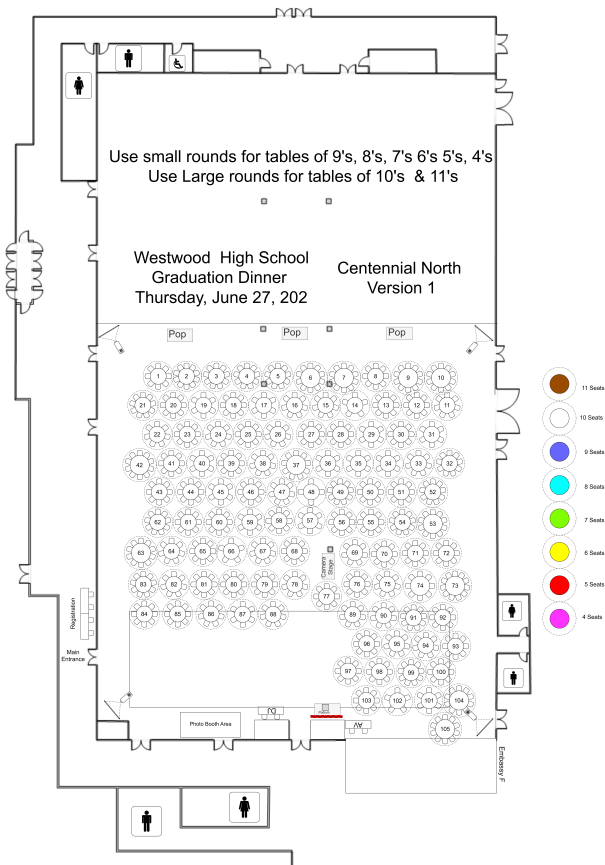 Use small rounds for tables of 9's, 8's, 7's 6's 5's, 4's
Use Large rounds for tables of 10's & 11's
Westwood High School
Graduation Dinner
Thursday, June 27, 202
Centennial North
Version 1
Pop Pop Pop
1 2 3 4 5 6 7 8 9 10
21 20 19 18 17 16 15 14 13 12 11
22 23 24 25 26 27 28 29 30 31
42 41 40 39 38 37 36 35 34 33 32
43 44 45 46 47 48 49 50 51 52
62 61 60 59 58 57 56 55 54 53
63 64 65 66 67 68 69 70 71 72
Camera
Stage
83 82 81 80 79 78 77 76 75 74 73
84 85 86 87 88 89 90 91 92
96 95 94 93
97 98 99 100
103 102 101 104
105
Registration
Main
Entrance
Photo Booth Area
DJ
Podium
AV
Embassy F
11 Seats
10 Seats
9 Seats
8 Seats
7 Seats
6 Seats
5 Seats
4 Seats